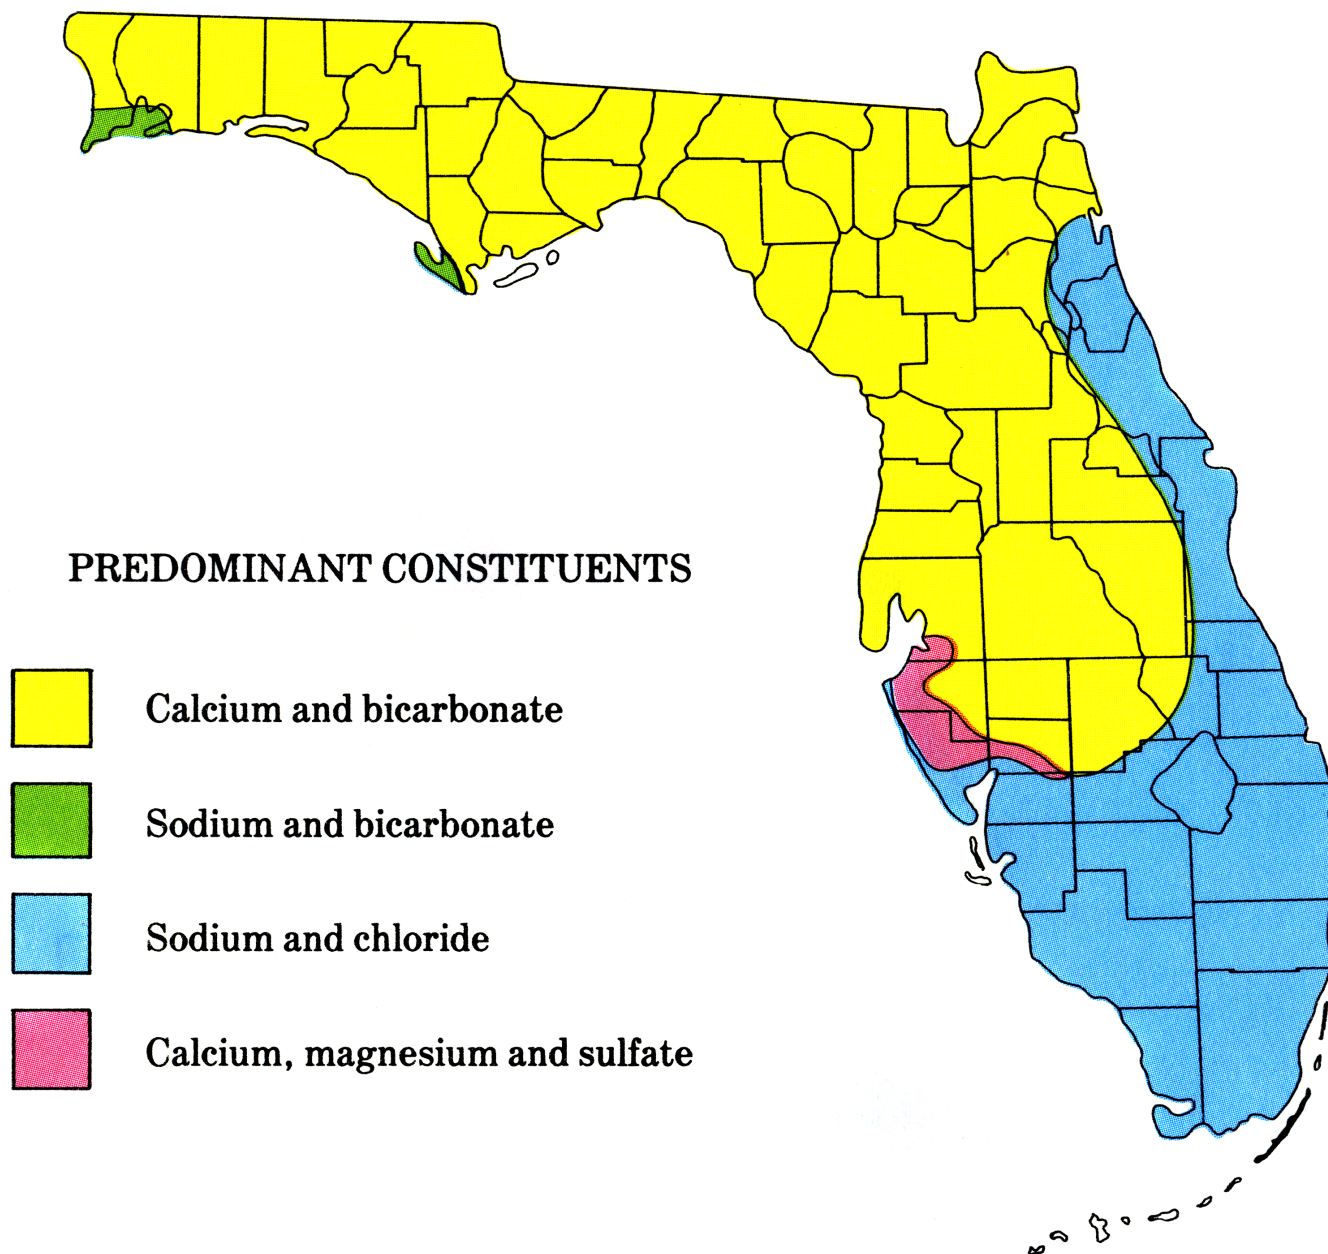 PREDOMINANT CONSTITUENTS
Calcium and bicarbonate
Sodium and bicarbonate
Sodium and chloride
Calcium, magnesium and sulfate